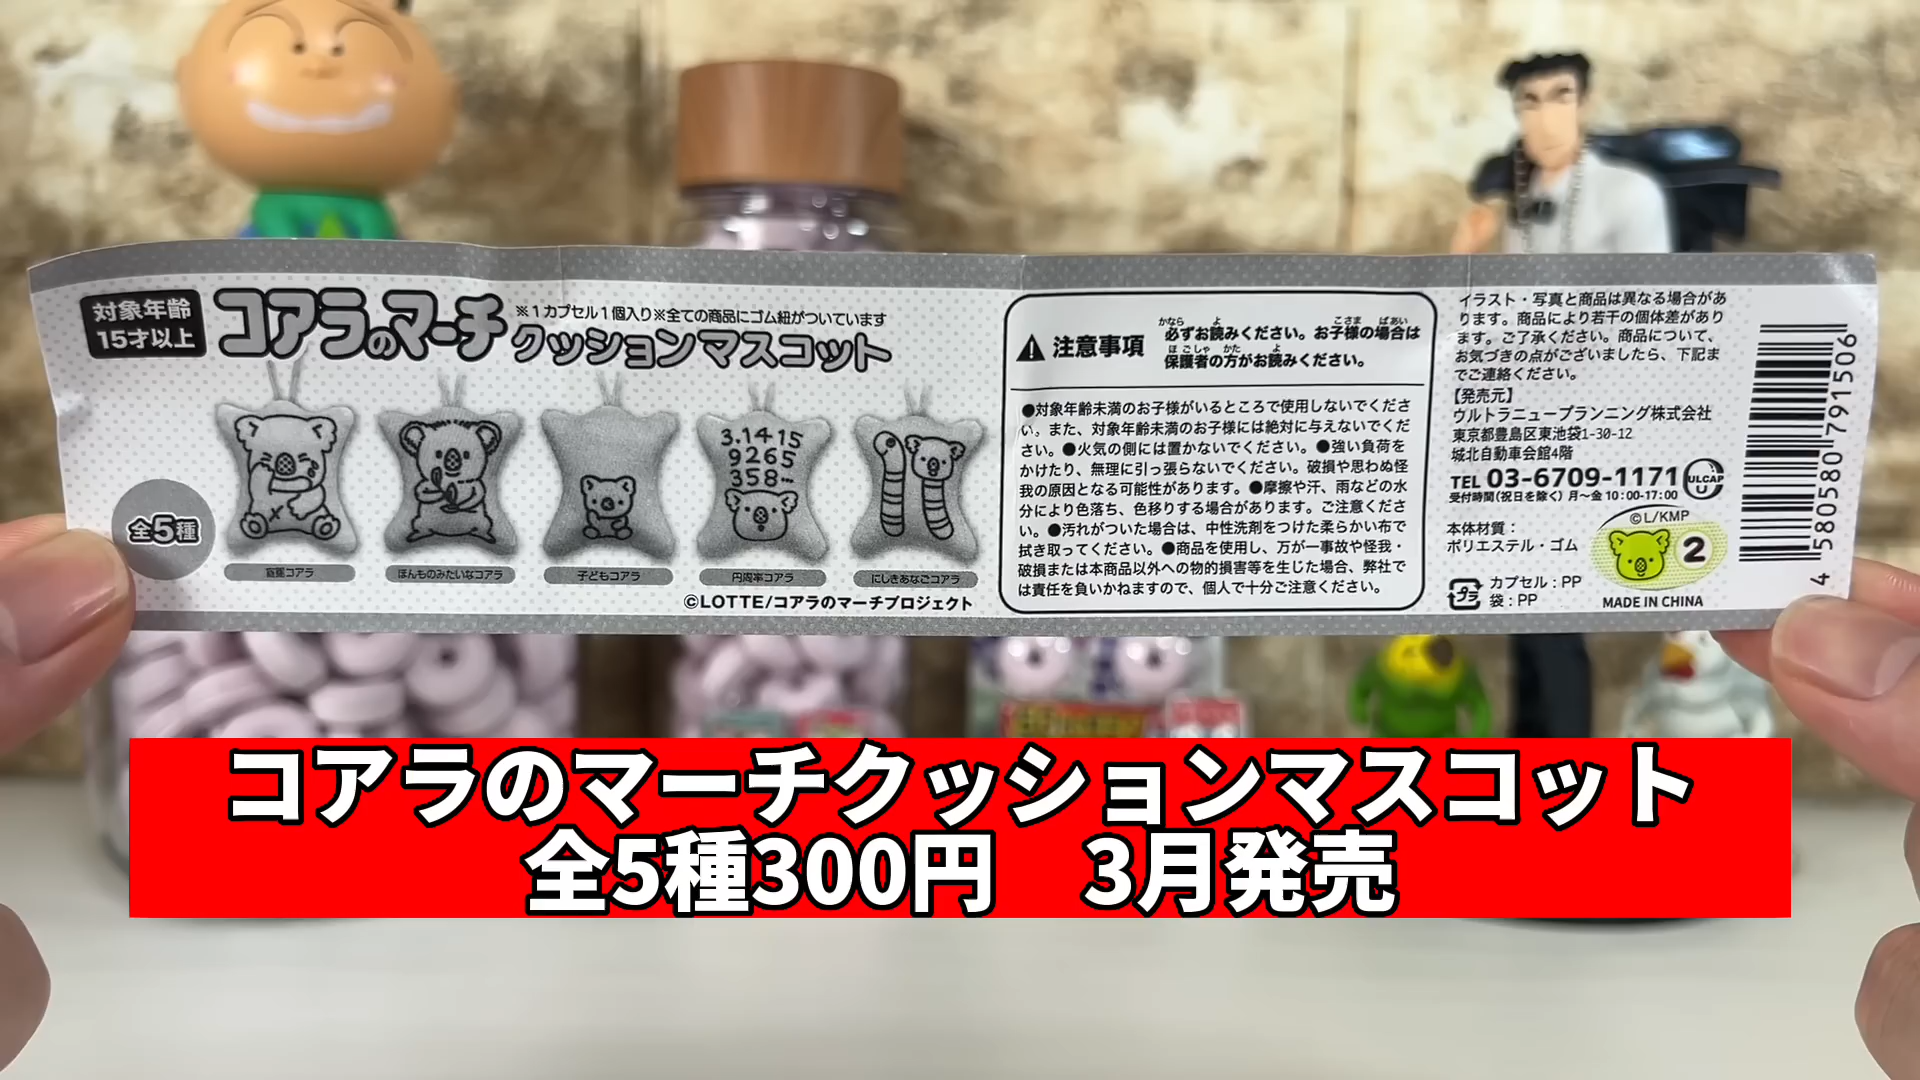 対象年齢
15才以上
コアラのマーチ
※1カプセル1個入り※全ての商品にゴム紐がついています
クッションマスコット
3.1415
9265
358…
全5種
盲腸コアラ
ほんものみたいなコアラ
子どもコアラ
円周率コアラ
にしきあなごコアラ
©LOTTE/コアラのマーチプロジェクト
注意事項
必ずお読みください。お子様の場合は
保護者の方がお読みください。
●対象年齢未満のお子様がいるところで使用しないでくださ
い。また、対象年齢未満のお子様には絶対に与えないでくだ
さい。●火気の側には置かないでください。●強い負荷を
かけたり、無理に引っ張らないでください。破損や思わぬ怪
我の原因となる可能性があります。●摩擦や汗、雨などの水
分により色落ち、色移りする場合があります。ご注意くださ
い。●汚れがついた場合は、中性洗剤をつけた柔らかい布で
拭き取ってください。●商品を使用し、万が一事故や怪我・
破損または本商品以外への物的損害等を生じた場合、弊社で
は責任を負いかねますので、個人で十分ご注意ください。
イラスト・写真と商品は異なる場合があ
ります。商品により若干の個体差があり
ます。ご了承ください。商品について、
お気づきの点がございましたら、下記ま
でご連絡ください。
【発売元】
ウルトラニュープランニング株式会社
東京都豊島区東池袋1-30-12
城北自動車会館4階
TEL 03-6709-1171
ULCAP
受付時間（祝日を除く）月〜金 10：00-17：00
本体材質：
ポリエステル・ゴム
©L/KMP
2
プラ
カプセル：PP
袋：PP
MADE IN CHINA
4 580580 791506
コアラのマーチクッションマスコット
全5種300円　3月発売